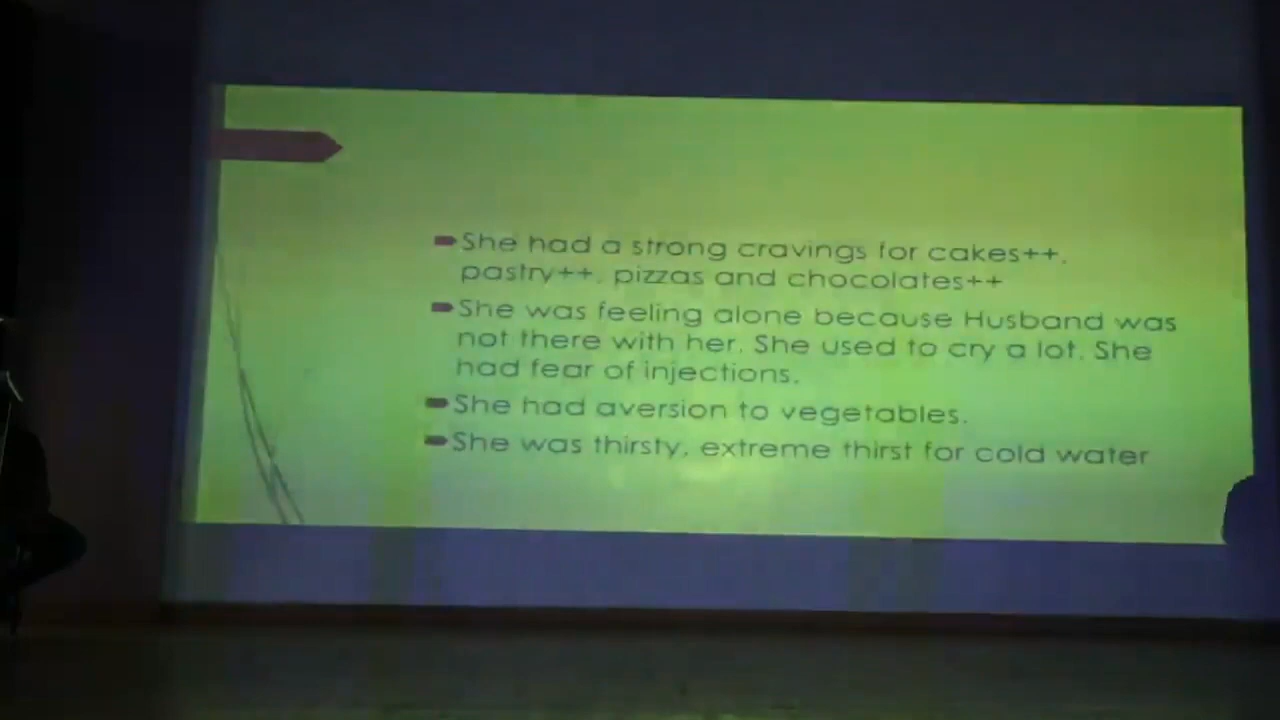 She had a strong cravings for cakes++,
pastry++, pizzas and chocolates++
She was feeling alone because Husband was
not there with her. She used to cry a lot. She
had fear of injections.
She had aversion to vegetables.
She was thirsty, extreme thirst for cold water